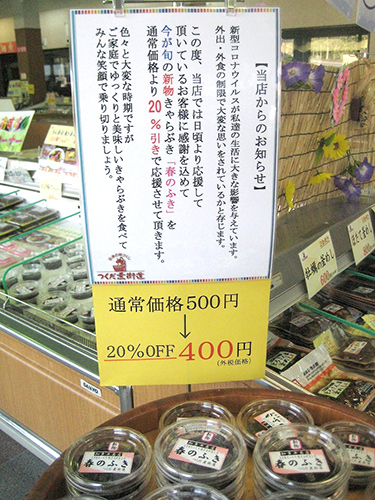 【当店からのお知らせ】
新型コロナウイルスが私達の生活に大きな影響を与えています。
外出・外食の制限で大変な思いをされているかと存じます。
この度、当店では日頃より応援して
頂いているお客様に感謝を込めて
今が旬の新物きゃらぶき「春のふき」を
通常価格より20%引きで応援させて頂きます。
色々と大変な時期ですが
ご家庭でゆっくりと美味しいきゃらぶきを食べて
みんな笑顔で乗り切りましょう。
つくだ煮街道
通常価格500円
↓
20%OFF 400円
(外税価格)
春のふき
春のふき
春のふき